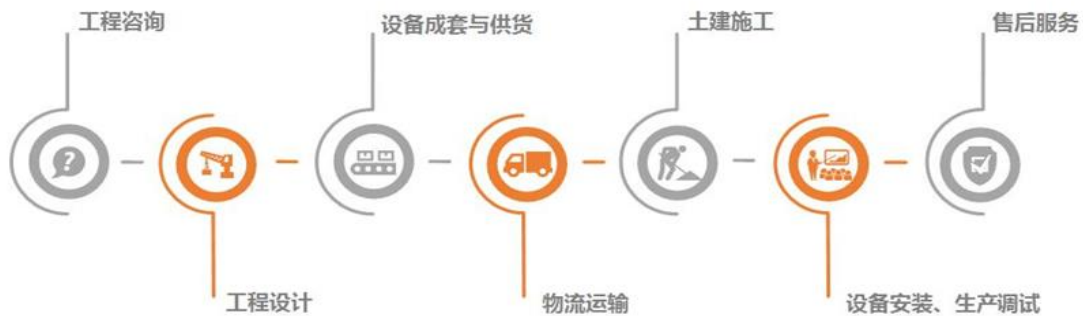 工程咨询
设备成套与供货
土建施工
售后服务
?
工程设计
物流运输
设备安装、生产调试